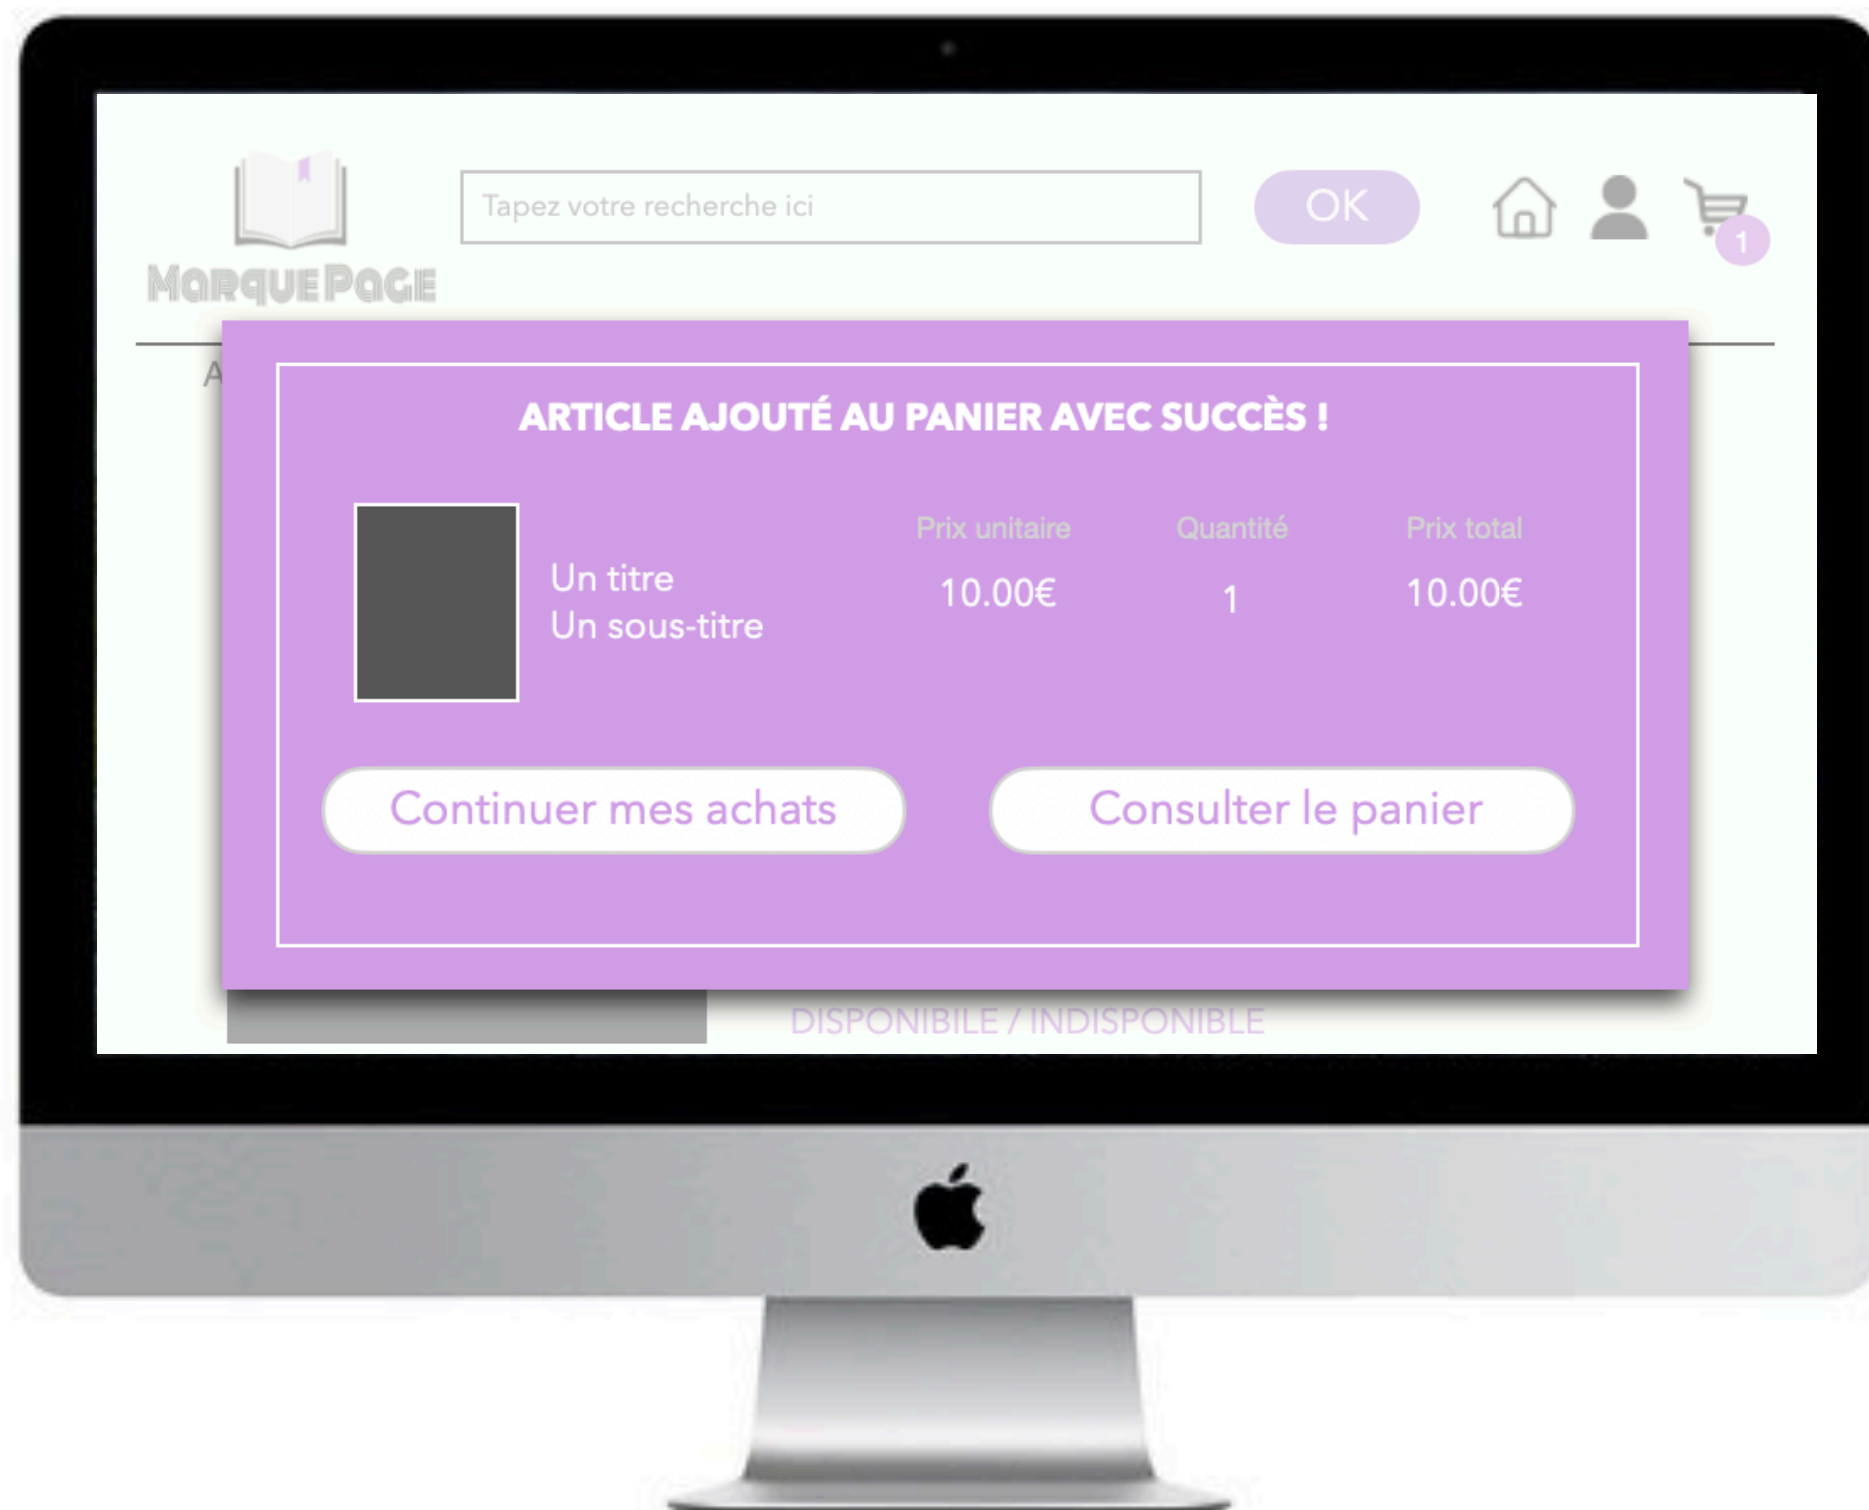 Tapez votre recherche ici
OK
1
MARQUEPAGE
A
ARTICLE AJOUTÉ AU PANIER AVEC SUCCÈS !
Prix unitaire
Quantité
Prix total
Un titre
Un sous-titre
10.00€
1
10.00€
Continuer mes achats
Consulter le panier
DISPONIBILE / INDISPONIBLE